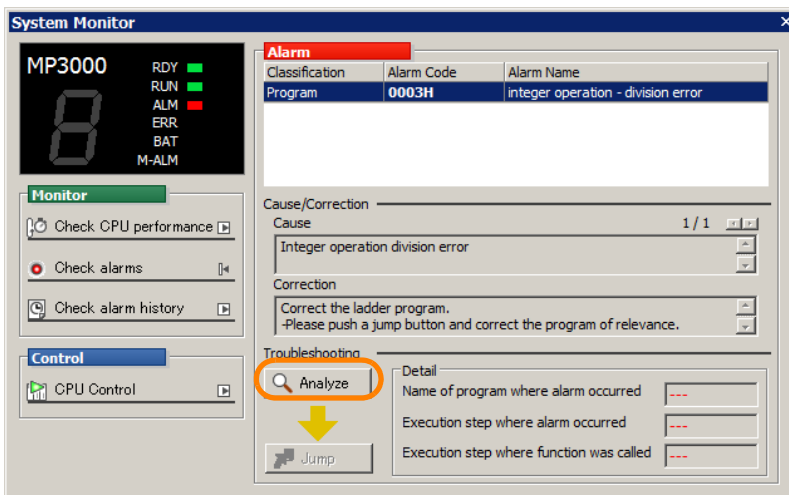 System Monitor
MP3000
RDY
RUN
ALM
ERR
BAT
M-ALM
Monitor
Check CPU performance
Check alarms
Check alarm history
Control
CPU Control
Alarm
Classification Alarm Code Alarm Name
Program 0003H integer operation - division error
Cause/Correction
Cause 1 / 1
Integer operation division error
Correction
Correct the ladder program.
-Please push a jump button and correct the program of relevance.
Troubleshooting
Analyze
Jump
Detail
Name of program where alarm occurred ---
Execution step where alarm occurred ---
Execution step where function was called ---